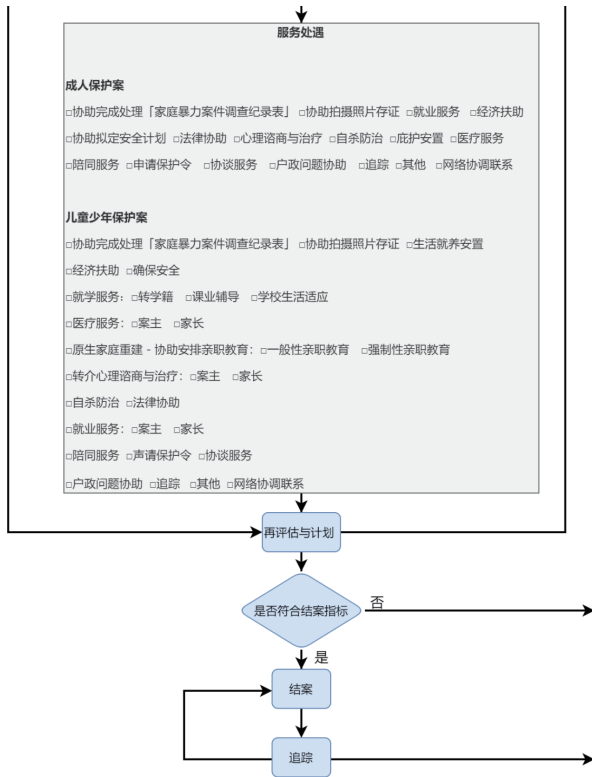 服务处遇
成人保护案
□协助完成处理「家庭暴力案件调查纪录表」 □协助拍摄照片存证 □就业服务 □经济扶助
□协助拟定安全计划 □法律协助 □心理谘商与治疗 □自杀防治 □庇护安置 □医疗服务
□陪同服务 □申请保护令 □协谈服务 □户政问题协助 □追踪 □其他 □网络协调联系
儿童少年保护案
□协助完成处理「家庭暴力案件调查纪录表」 □协助拍摄照片存证 □生活就养安置
□经济扶助 □确保安全
□就学服务：□转学籍 □课业辅导 □学校生活适应
□医疗服务：□案主 □家长
□原生家庭重建 - 协助安排亲职教育：□一般性亲职教育 □强制性亲职教育
□转介心理谘商与治疗：□案主 □家长
□自杀防治 □法律协助
□就业服务：□案主 □家长
□陪同服务 □声请保护令 □协谈服务
□户政问题协助 □追踪 □其他 □网络协调联系
再评估与计划
是否符合结案指标
否
是
结案
追踪